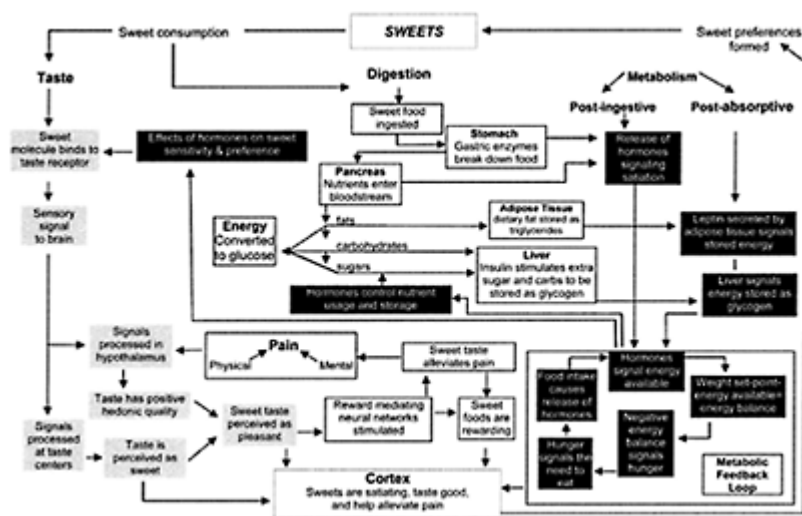 Sweet consumption
SWEETS
Sweet preferences
formed
Taste
Digestion
Metabolism
Post-ingestive
Post-absorptive
Sweet food
ingested
Stomach
Gastric enzymes
break down food
Sweet
molecule binds to
taste receptor
Effects of hormones on sweet
sensitivity & preference
Release of
hormones
signaling
satiation
Pancreas
Nutrients enter
bloodstream
Sensory
signal
to brain
Energy
Converted
to glucose
fats
carbohydrates
sugars
Adipose Tissue
dietary fat stored as
triglycerides
Leptin secreted by
adipose tissue signals
stored energy
Liver
Insulin stimulates extra
sugar and carbs to be
stored as glycogen
Hormones control nutrient
usage and storage
Liver signals
energy stored as
glycogen
Signals
processed in
hypothalamus
Pain
Physical
Mental
Sweet taste
alleviates pain
Taste has positive
hedonic quality
Sweet taste
perceived as
pleasant
Reward mediating
neural networks
stimulated
Sweet
foods are
rewarding
Signals
processed
at taste
centers
Taste is
perceived as
sweet
Food intake
causes
release of
hormones
Hormones
signal energy
available
Weight set-point-
energy available=
energy balance
Negative
energy
balance
signals
hunger
Hunger
signals the
need to
eat
Metabolic
Feedback
Loop
Cortex
Sweets are satiating, taste good,
and help alleviate pain